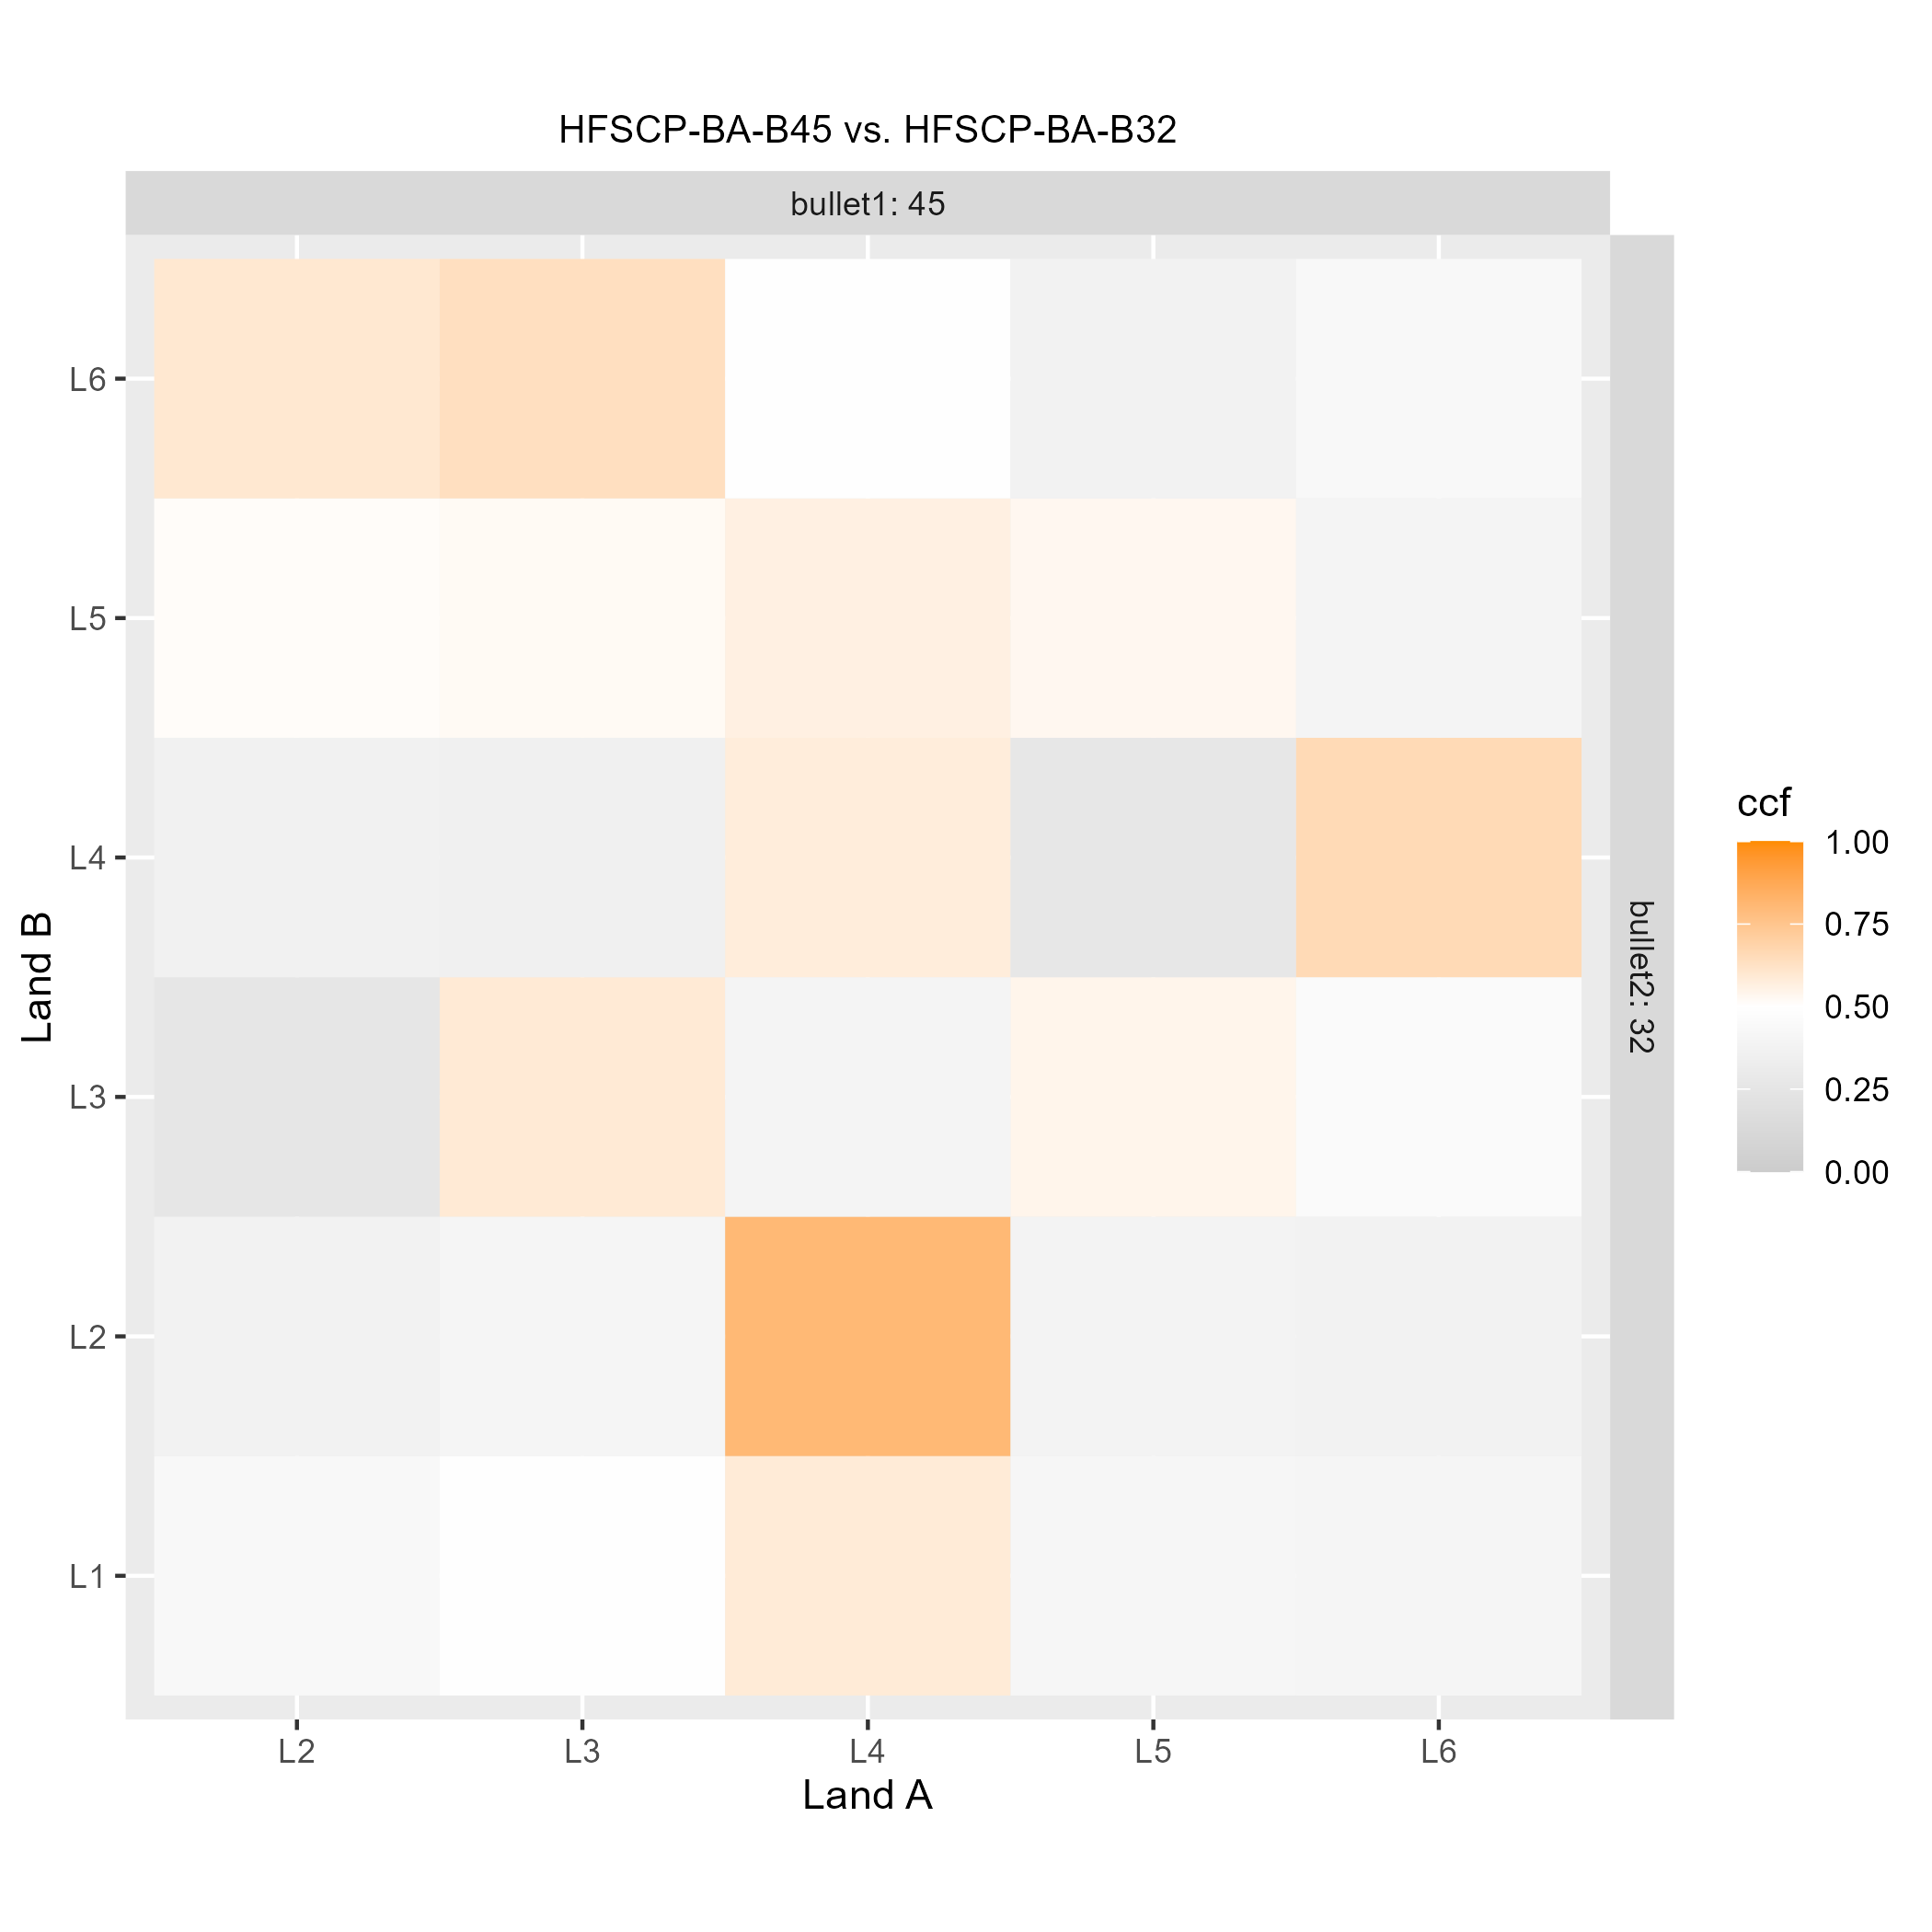 HFSCP-BA-B45 vs. HFSCP-BA-B32
bullet1: 45
L6
L5
L4
L3
L2
L1
Land B
bullet2: 32
ccf
1.00
0.75
0.50
0.25
0.00
L2
L3
L4
L5
L6
Land A